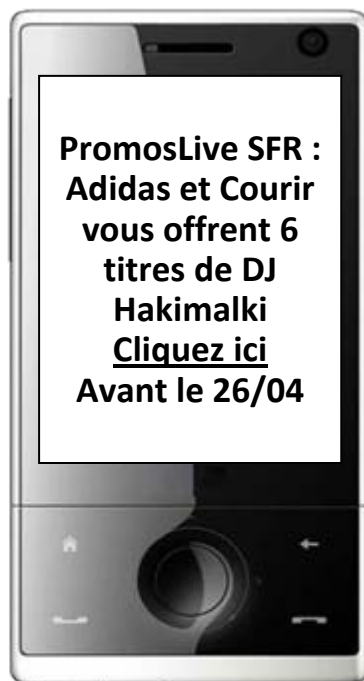 PromosLive SFR :
Adidas et Courir
vous offrent 6
titres de DJ
Hakimalki
Cliquez ici
Avant le 26/04